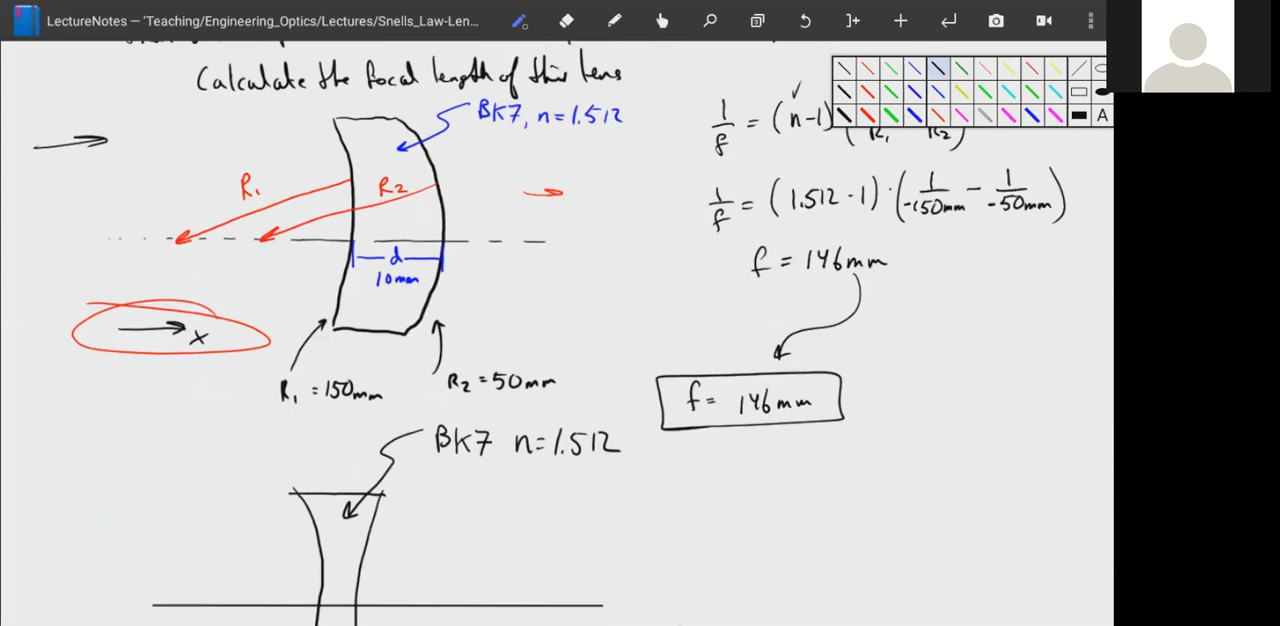 LectureNotes — ‘Teaching/Engineering_Optics/Lectures/Snells_Law-Len...
Calculate the focal length of this lens
BK7, n=1.512
R1
R2
d
10mm
x
R1 = 150mm
R2 = 50mm
BK7 n=1.512
1/f = (n-1)
R1 R2
1/f = (1.512-1)·(1/-150mm - 1/-50mm)
f = 146mm
f = 146mm
A